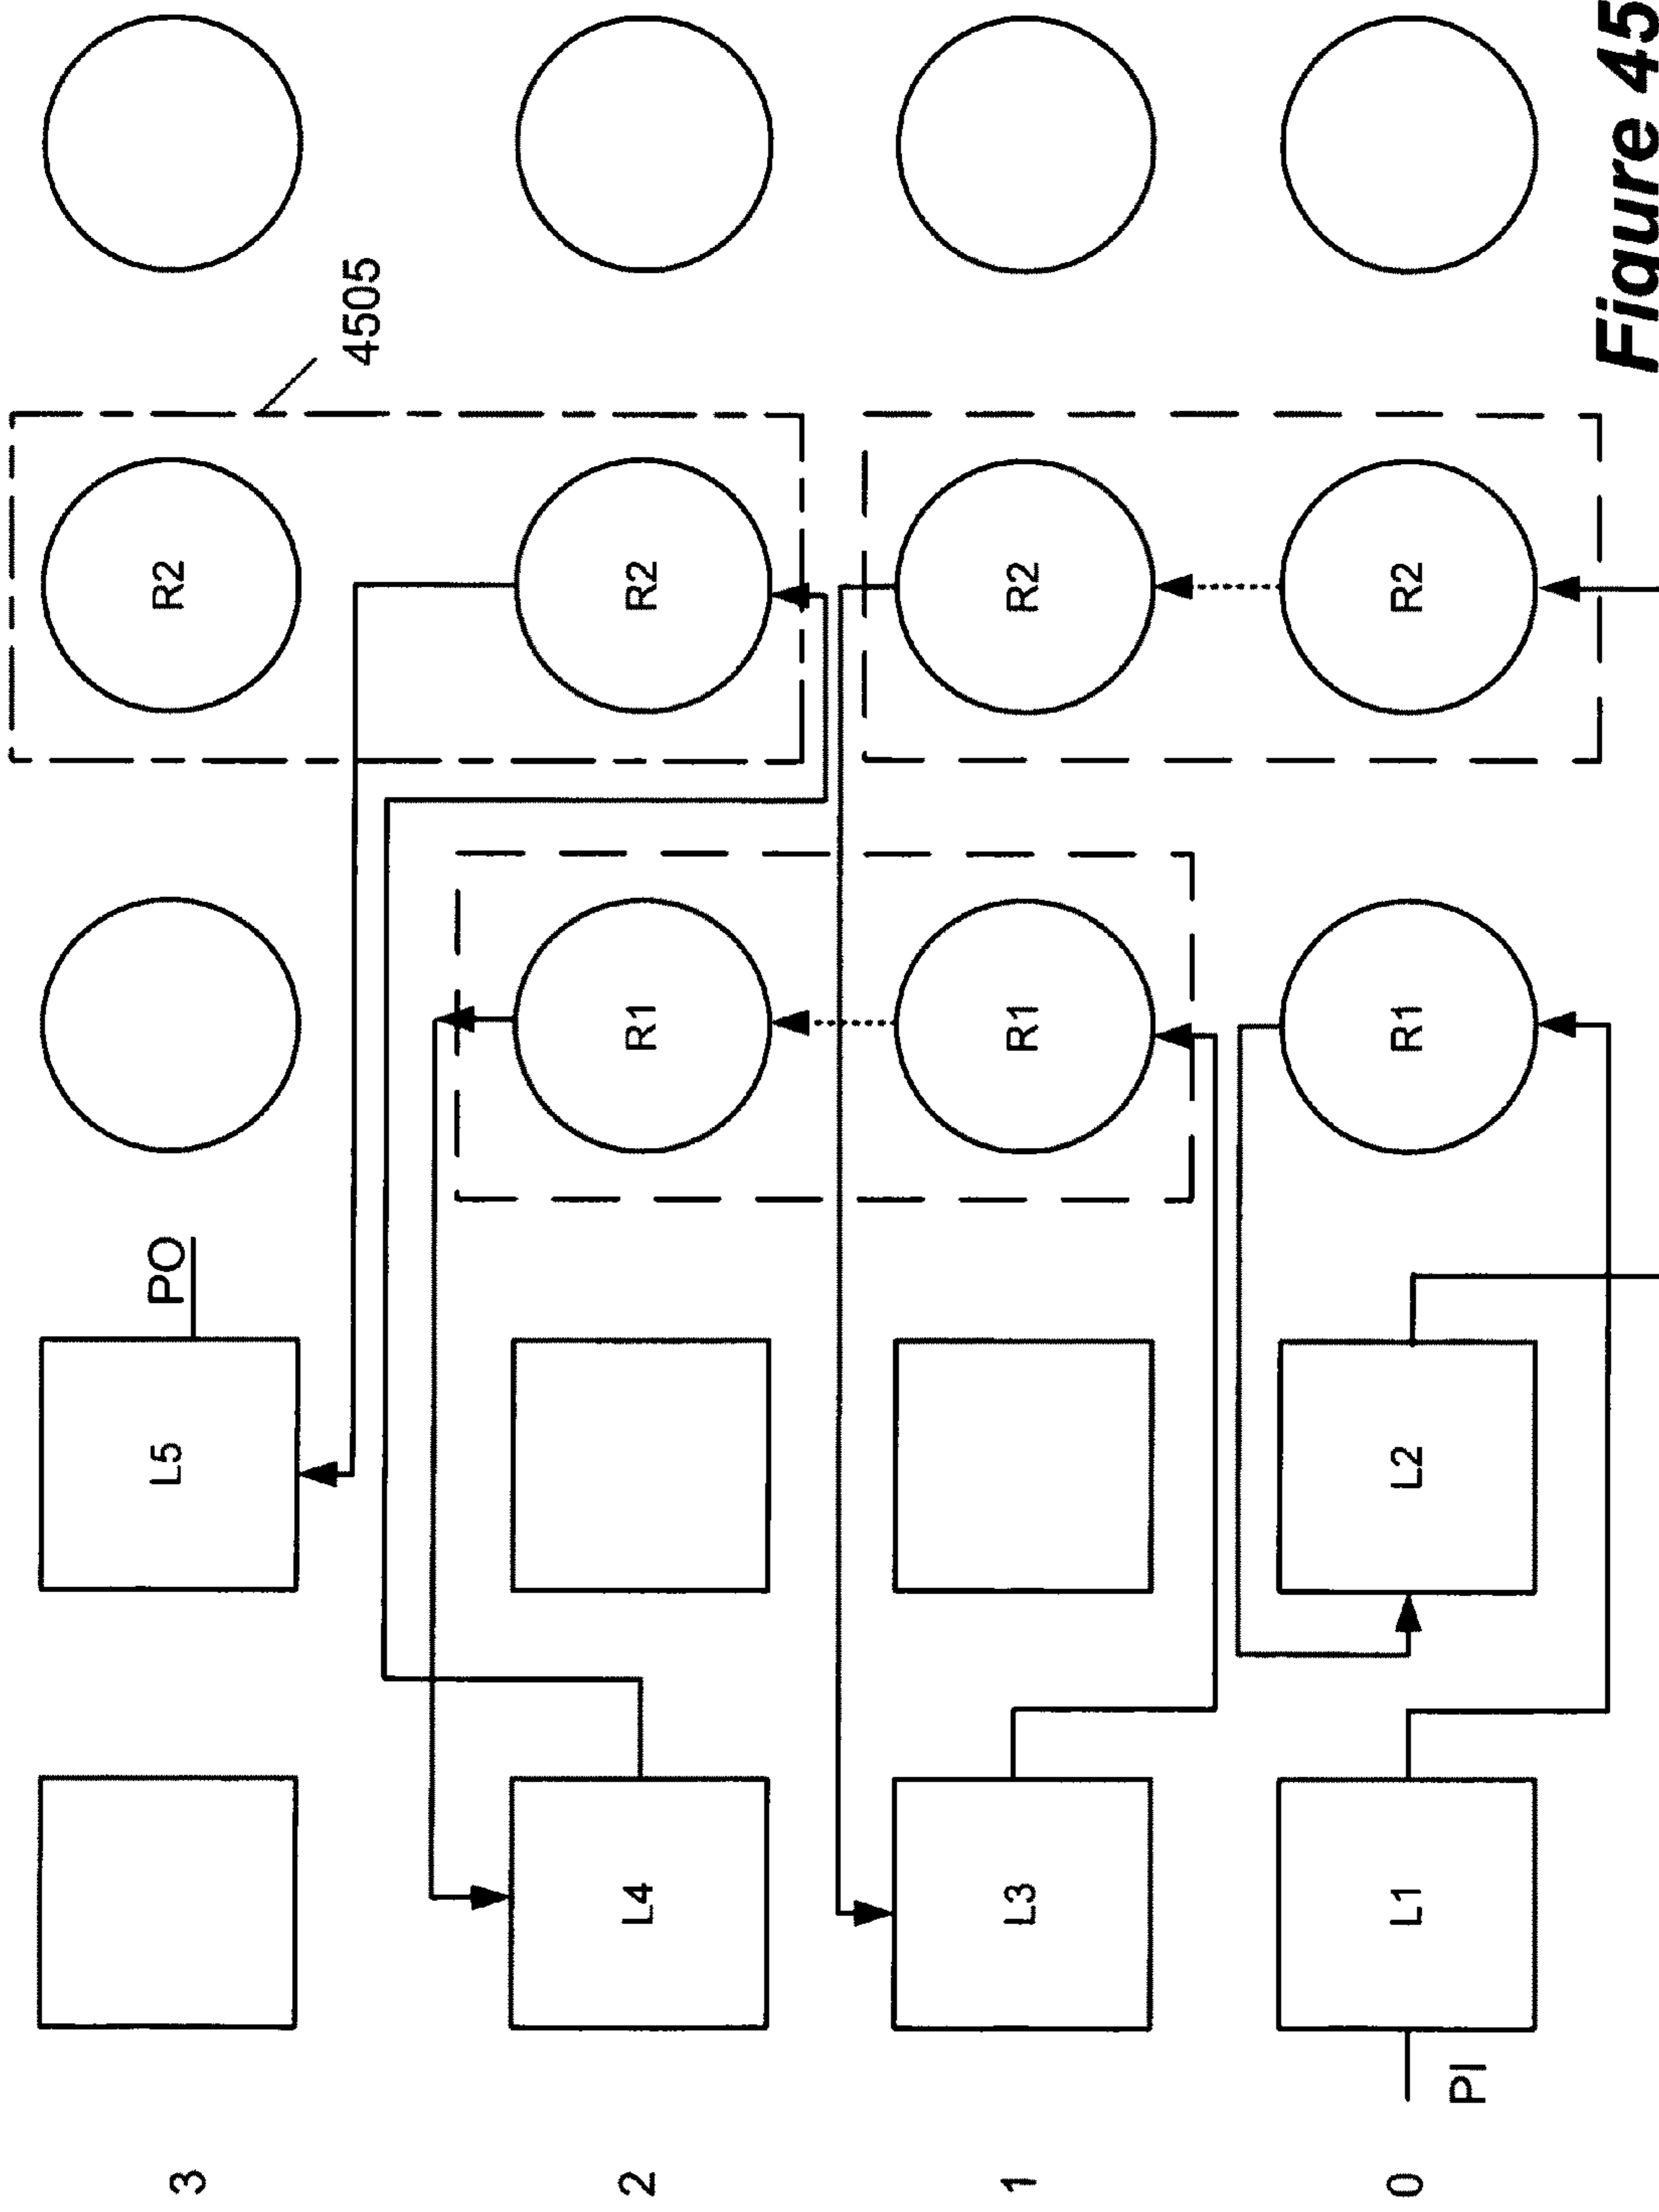 3 L5 PO R2
4505
2 L4 R1 R2
1 L3 R1 R2
0 L1 L2 R1 R2
PI
Figure 45